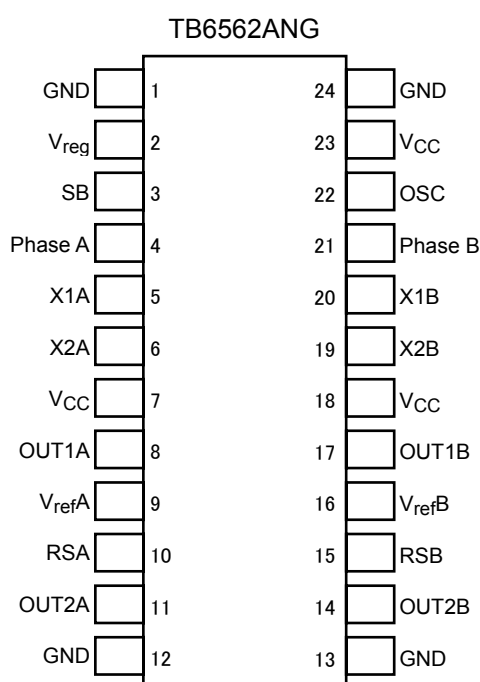 TB6562ANG
GND 1 24 GND
Vreg 2 23 VCC
SB 3 22 OSC
Phase A 4 21 Phase B
X1A 5 20 X1B
X2A 6 19 X2B
VCC 7 18 VCC
OUT1A 8 17 OUT1B
VrefA 9 16 VrefB
RSA 10 15 RSB
OUT2A 11 14 OUT2B
GND 12 13 GND